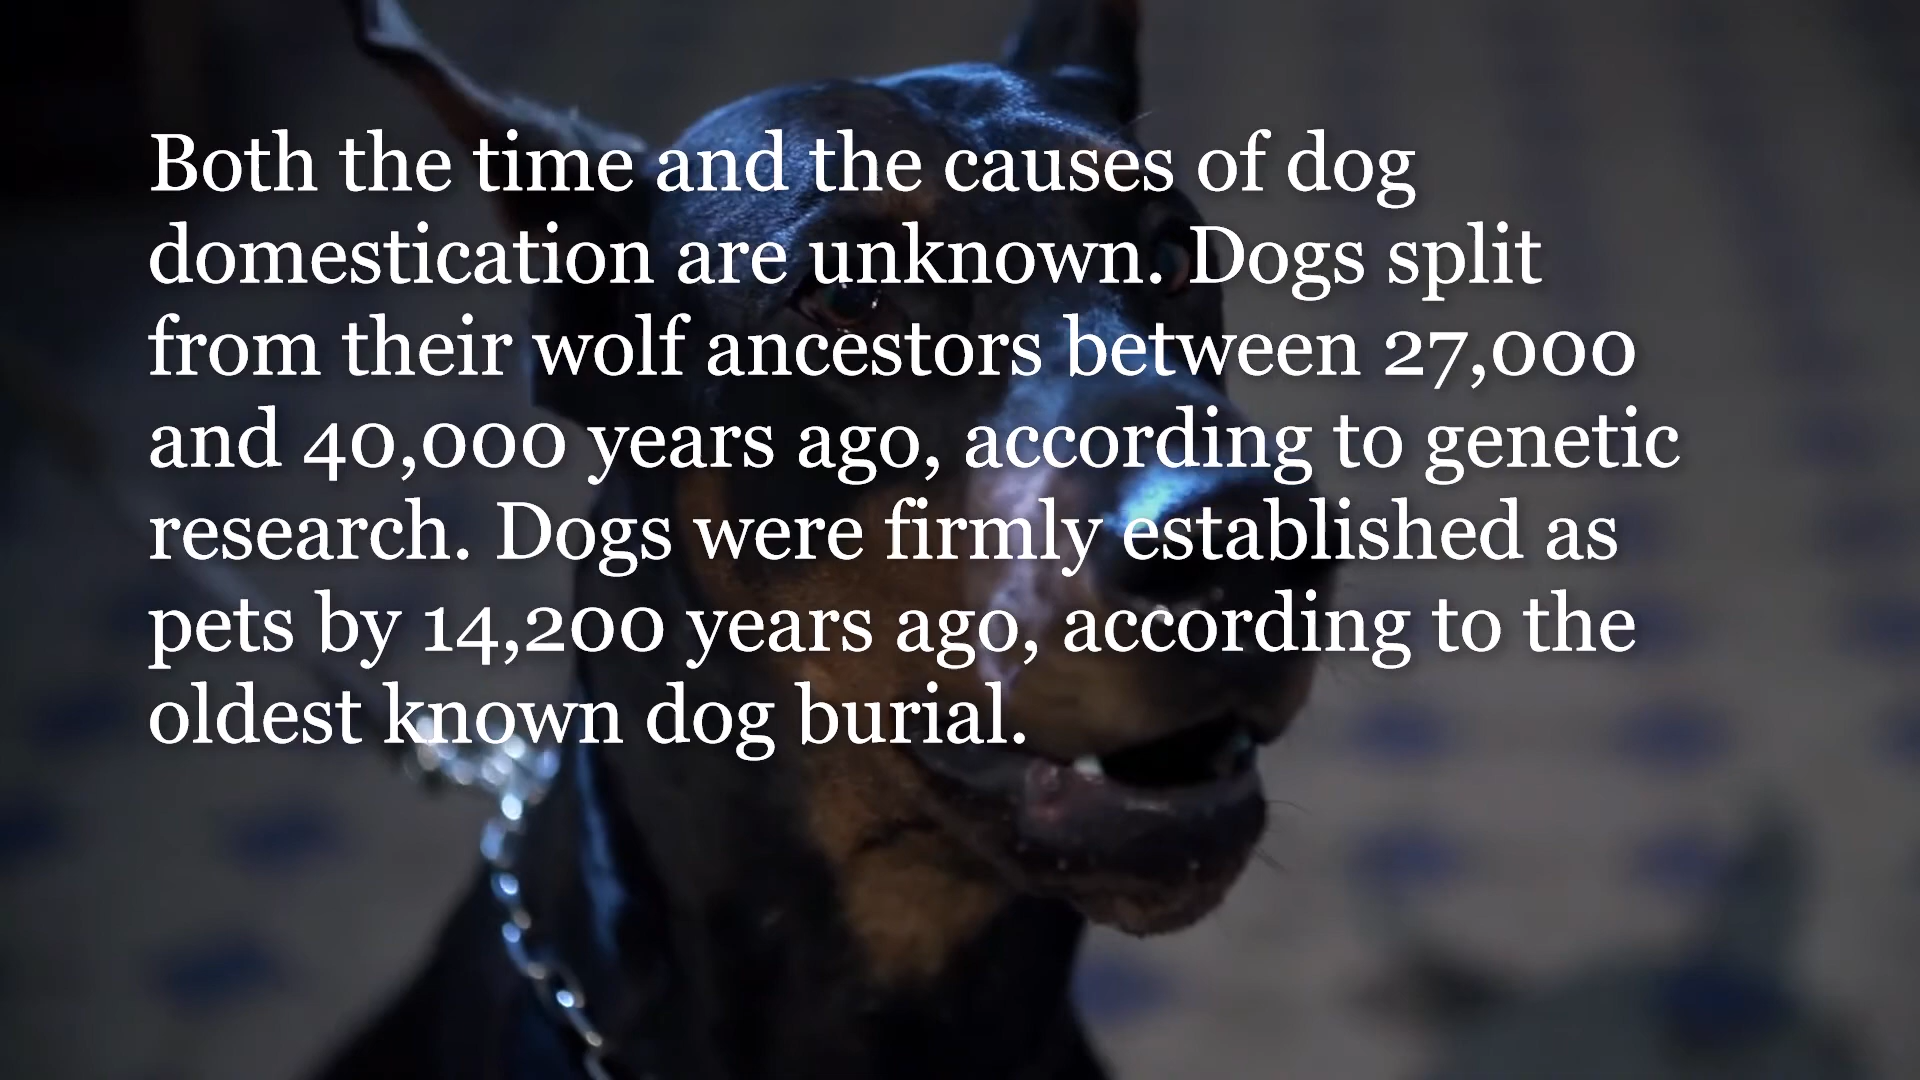 Both the time and the causes of dog
domestication are unknown. Dogs split
from their wolf ancestors between 27,000
and 40,000 years ago, according to genetic
research. Dogs were firmly established as
pets by 14,200 years ago, according to the
oldest known dog burial.